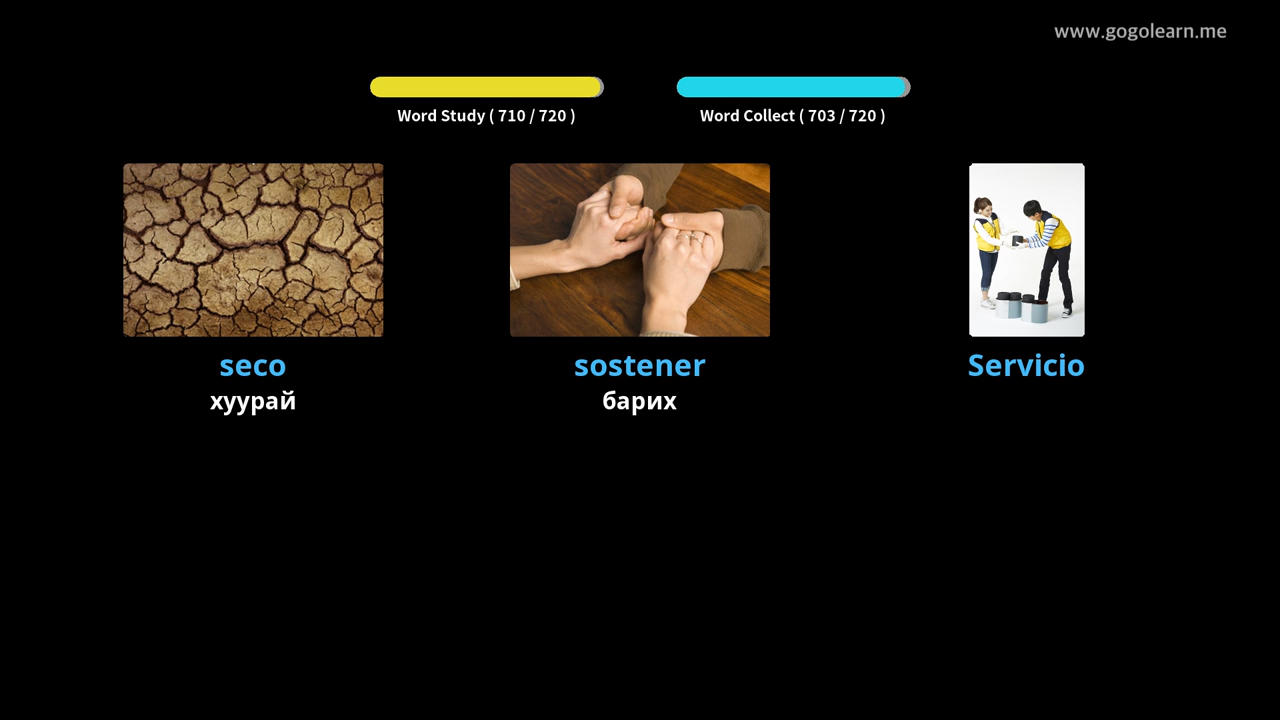 www.gogolearn.me
Word Study ( 710 / 720 )
Word Collect ( 703 / 720 )
seco
хуурай
sostener
барих
Servicio